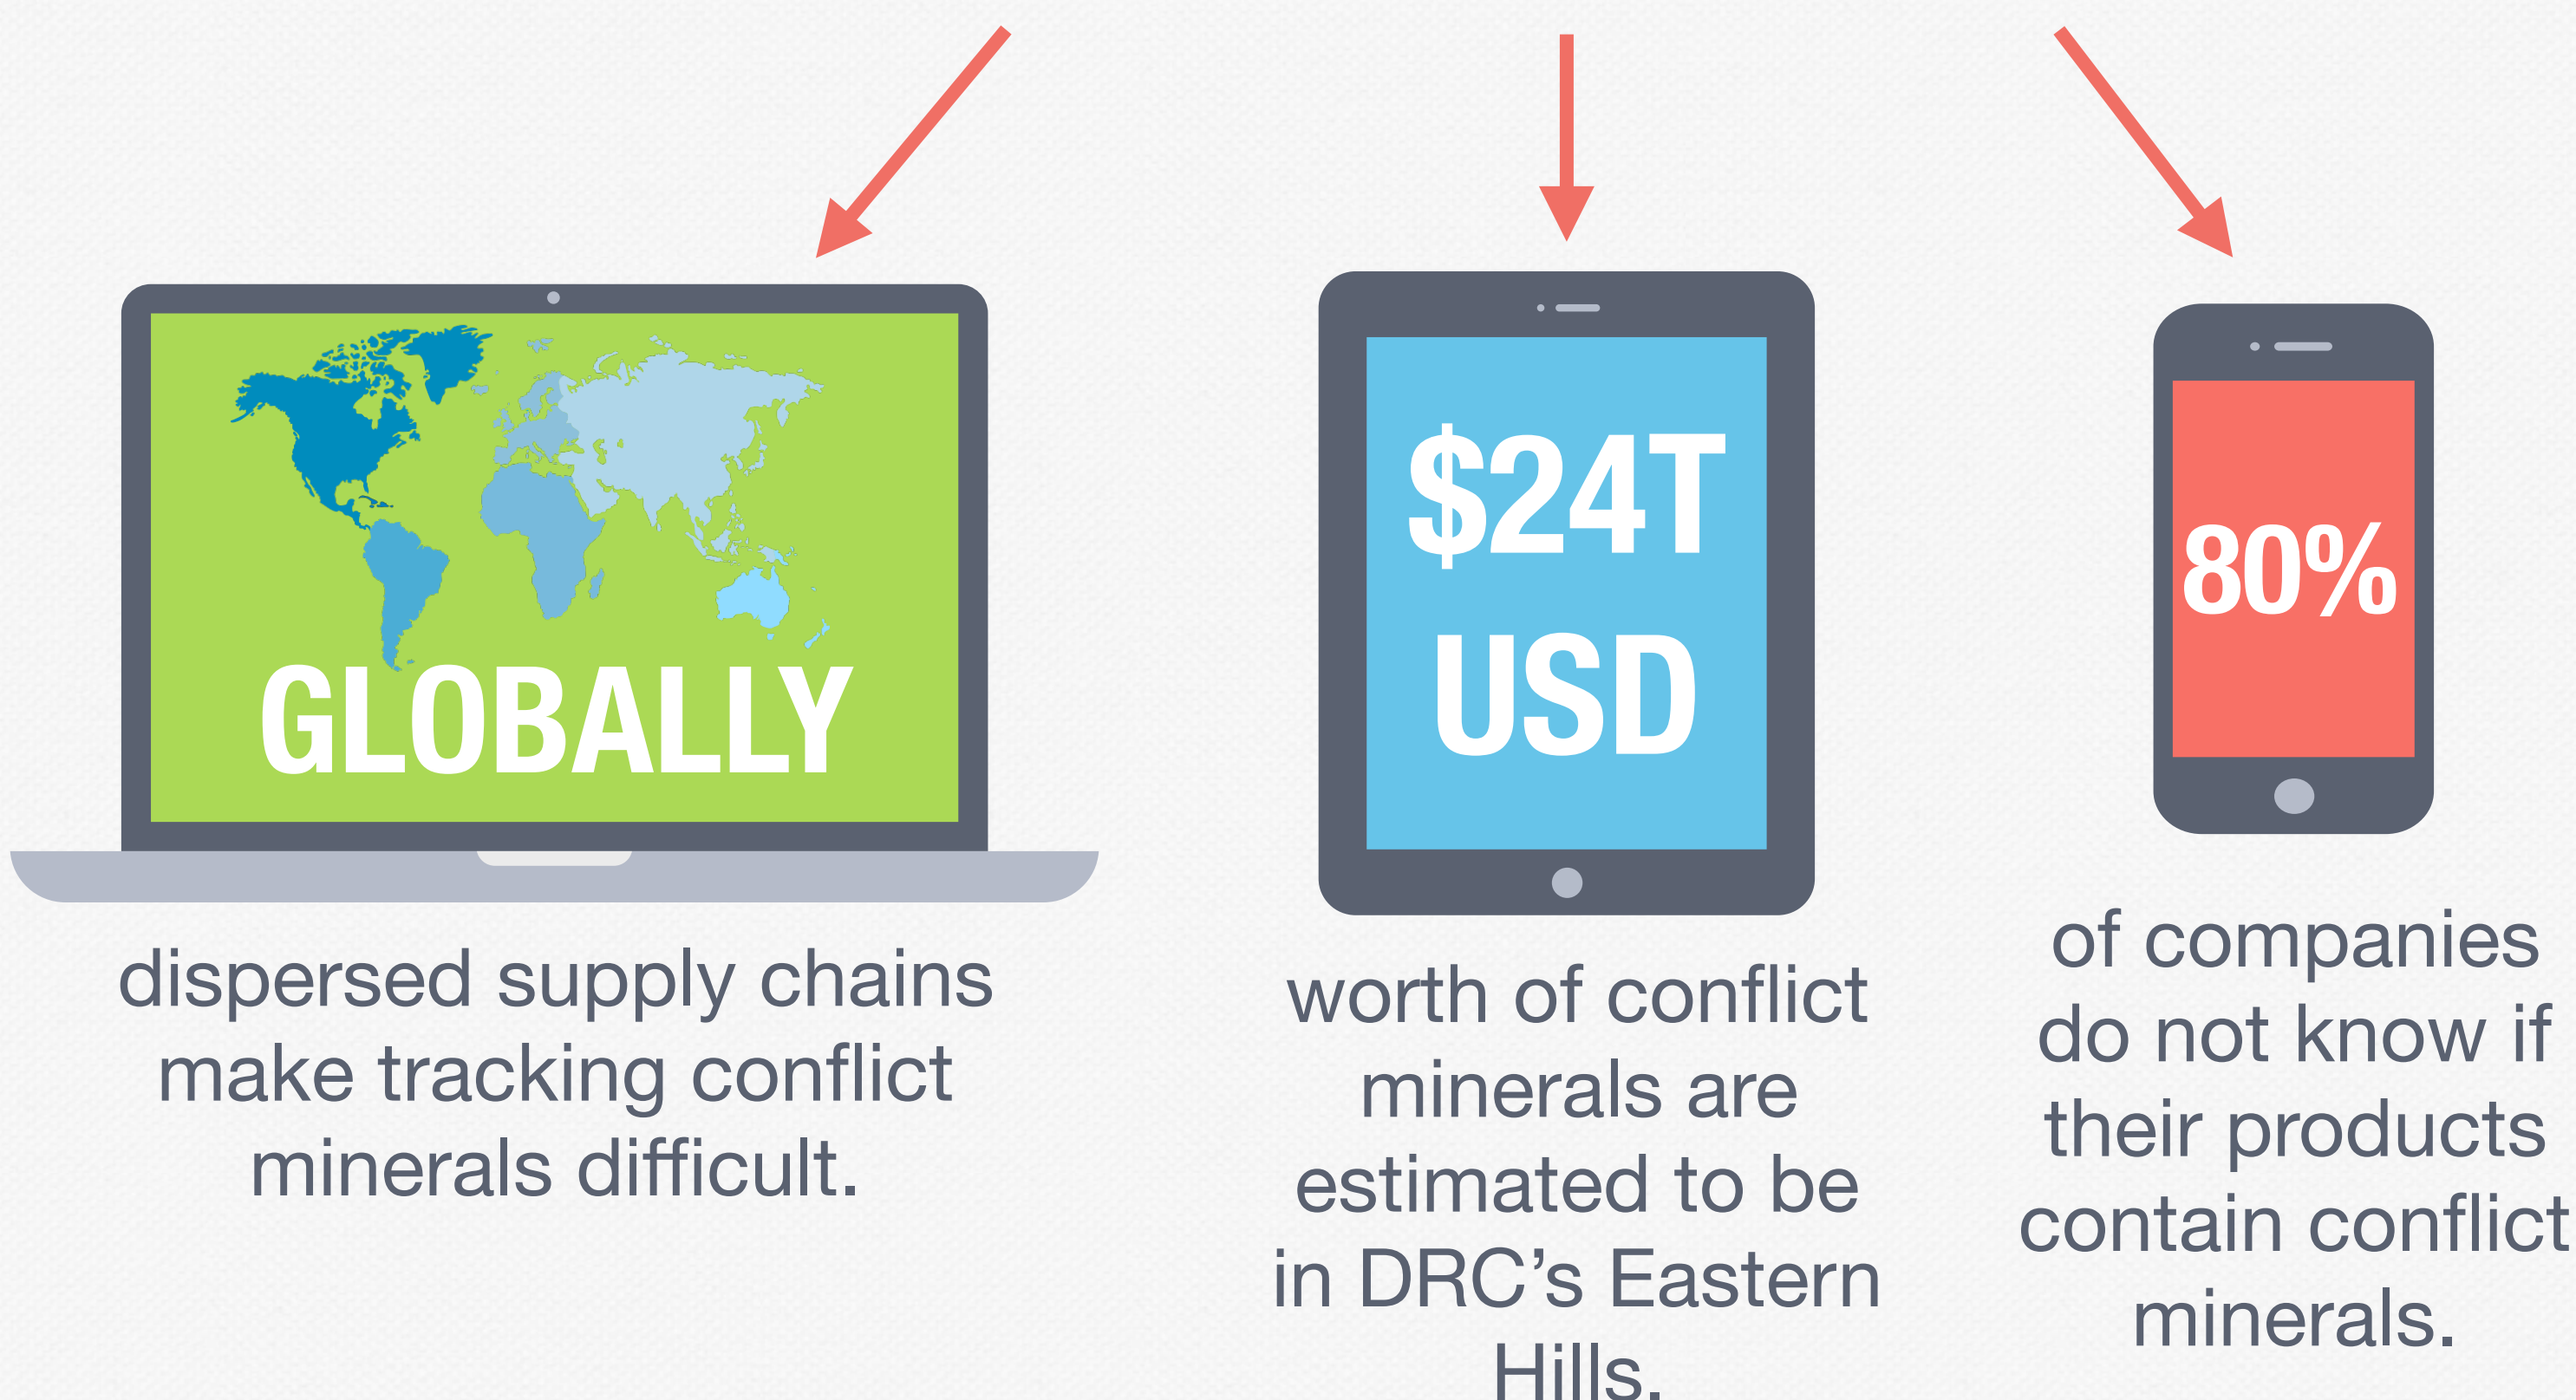 GLOBALLY
dispersed supply chains
make tracking conflict
minerals difficult.
$24T
USD
worth of conflict
minerals are
estimated to be
in DRC’s Eastern
Hills.
80%
of companies
do not know if
their products
contain conflict
minerals.